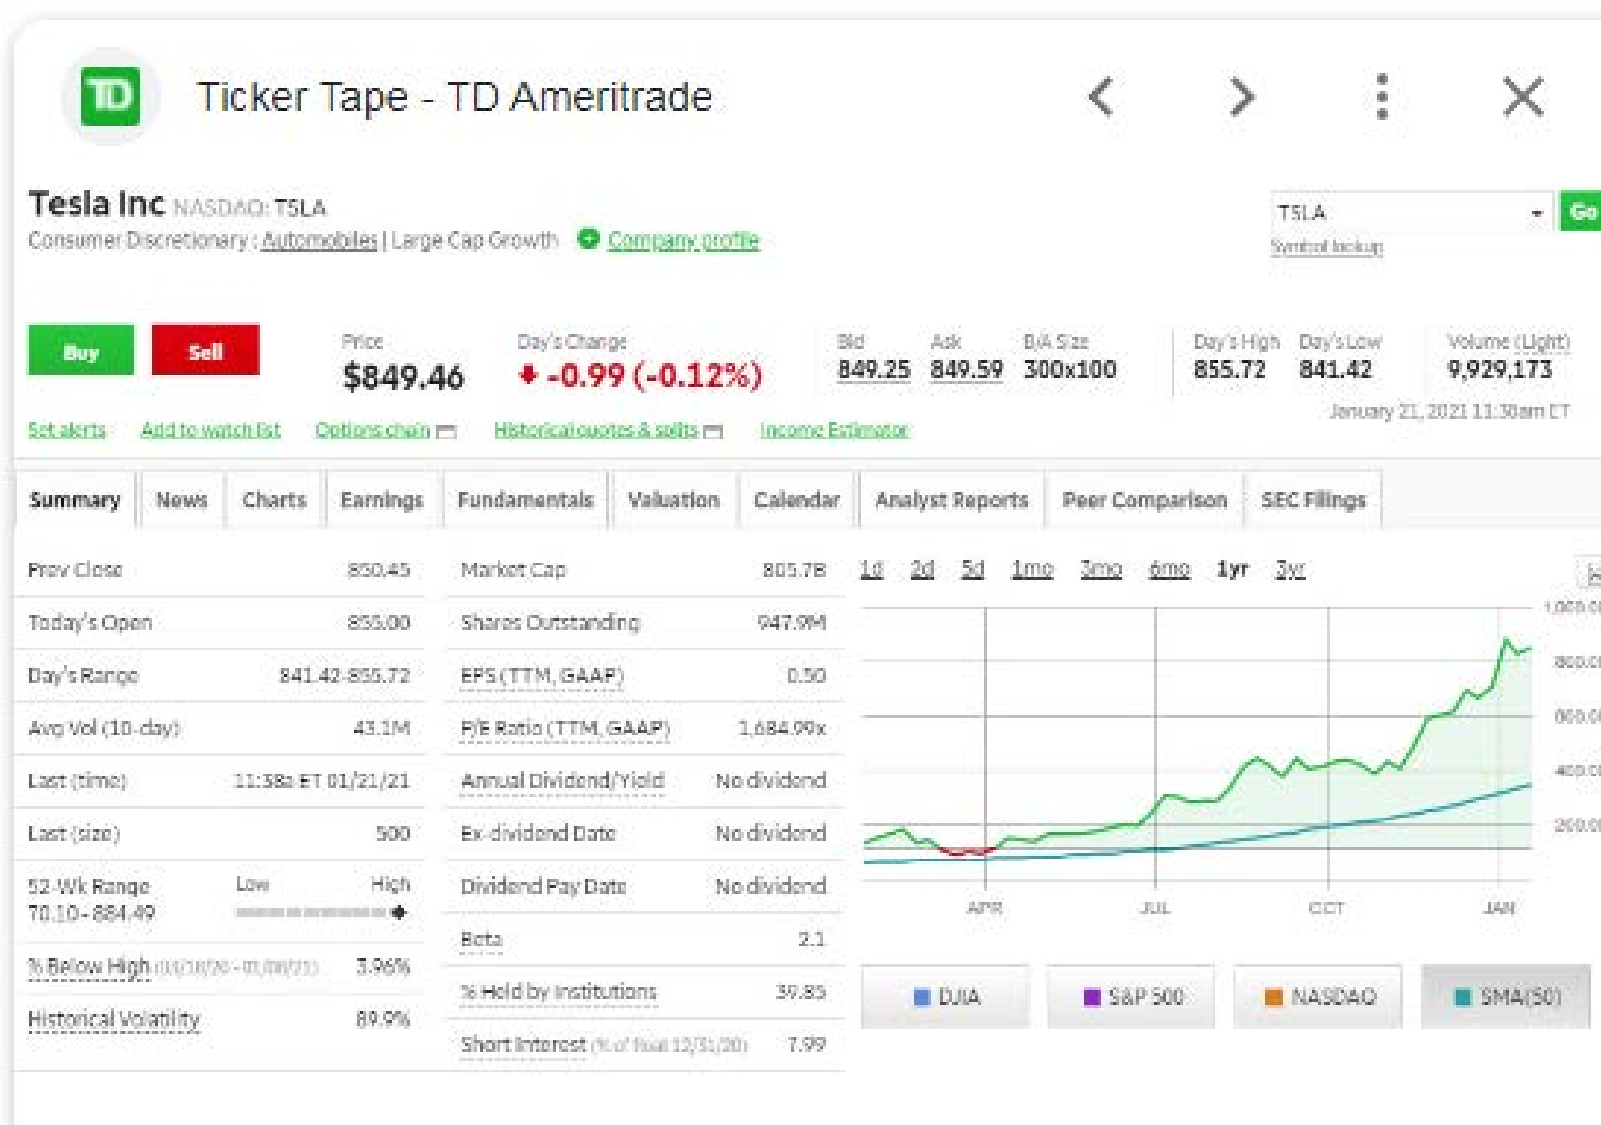 TD Ticker Tape - TD Ameritrade
Tesla Inc NASDAQ: TSLA
TSLA
Go
Consumer Discretionary : Automobiles | Large Cap Growth Company profile
Symbol lookup
Buy
Sell
Price
Day's Change
Bid
Ask
B/A Size
Day's High
Day's Low
Volume (Light)
$849.46
-0.99 (-0.12%)
849.25
849.59
300x100
855.72
841.42
9,929,173
January 21, 2021 11:38am ET
Set alerts
Add to watch list
Options chain
Historical quotes & splits
Income Estimator
Summary
News
Charts
Earnings
Fundamentals
Valuation
Calendar
Analyst Reports
Peer Comparison
SEC Filings
Prev Close 850.45
Today's Open 855.00
Day's Range 841.42-855.72
Avg Vol (10-day) 43.1M
Last (time) 11:38a ET 01/21/21
Last (size) 500
52-Wk Range Low High
70.10 - 884.49
% Below High 3.96%
Historical Volatility 89.9%
Market Cap 805.7B
Shares Outstanding 947.9M
EPS (TTM, GAAP) 0.50
P/E Ratio (TTM, GAAP) 1,684.99x
Annual Dividend/Yield No dividend
Ex-dividend Date No dividend
Dividend Pay Date No dividend
Beta 2.1
% Held by Institutions 39.85
Short Interest (% of float 12/31/20) 7.99
1d 2d 5d 1mo 3mo 6mo 1yr 3yr
APR JUL OCT JAN
DJIA
S&P 500
NASDAQ
SMA(50)